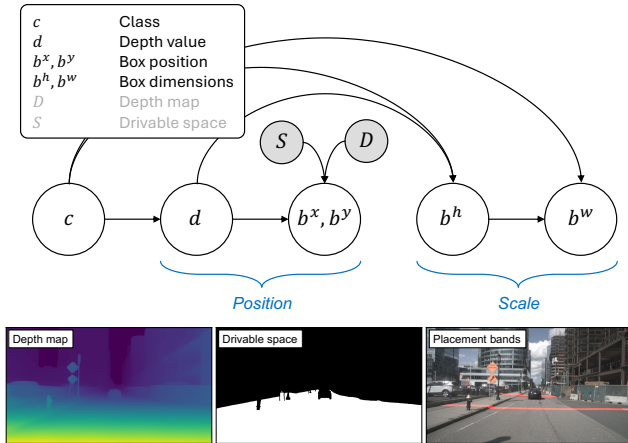 c Class
d Depth value
b^x, b^y Box position
b^h, b^w Box dimensions
D Depth map
S Drivable space
S D
c d b^x, b^y b^h b^w
Position Scale
Depth map Drivable space Placement bands